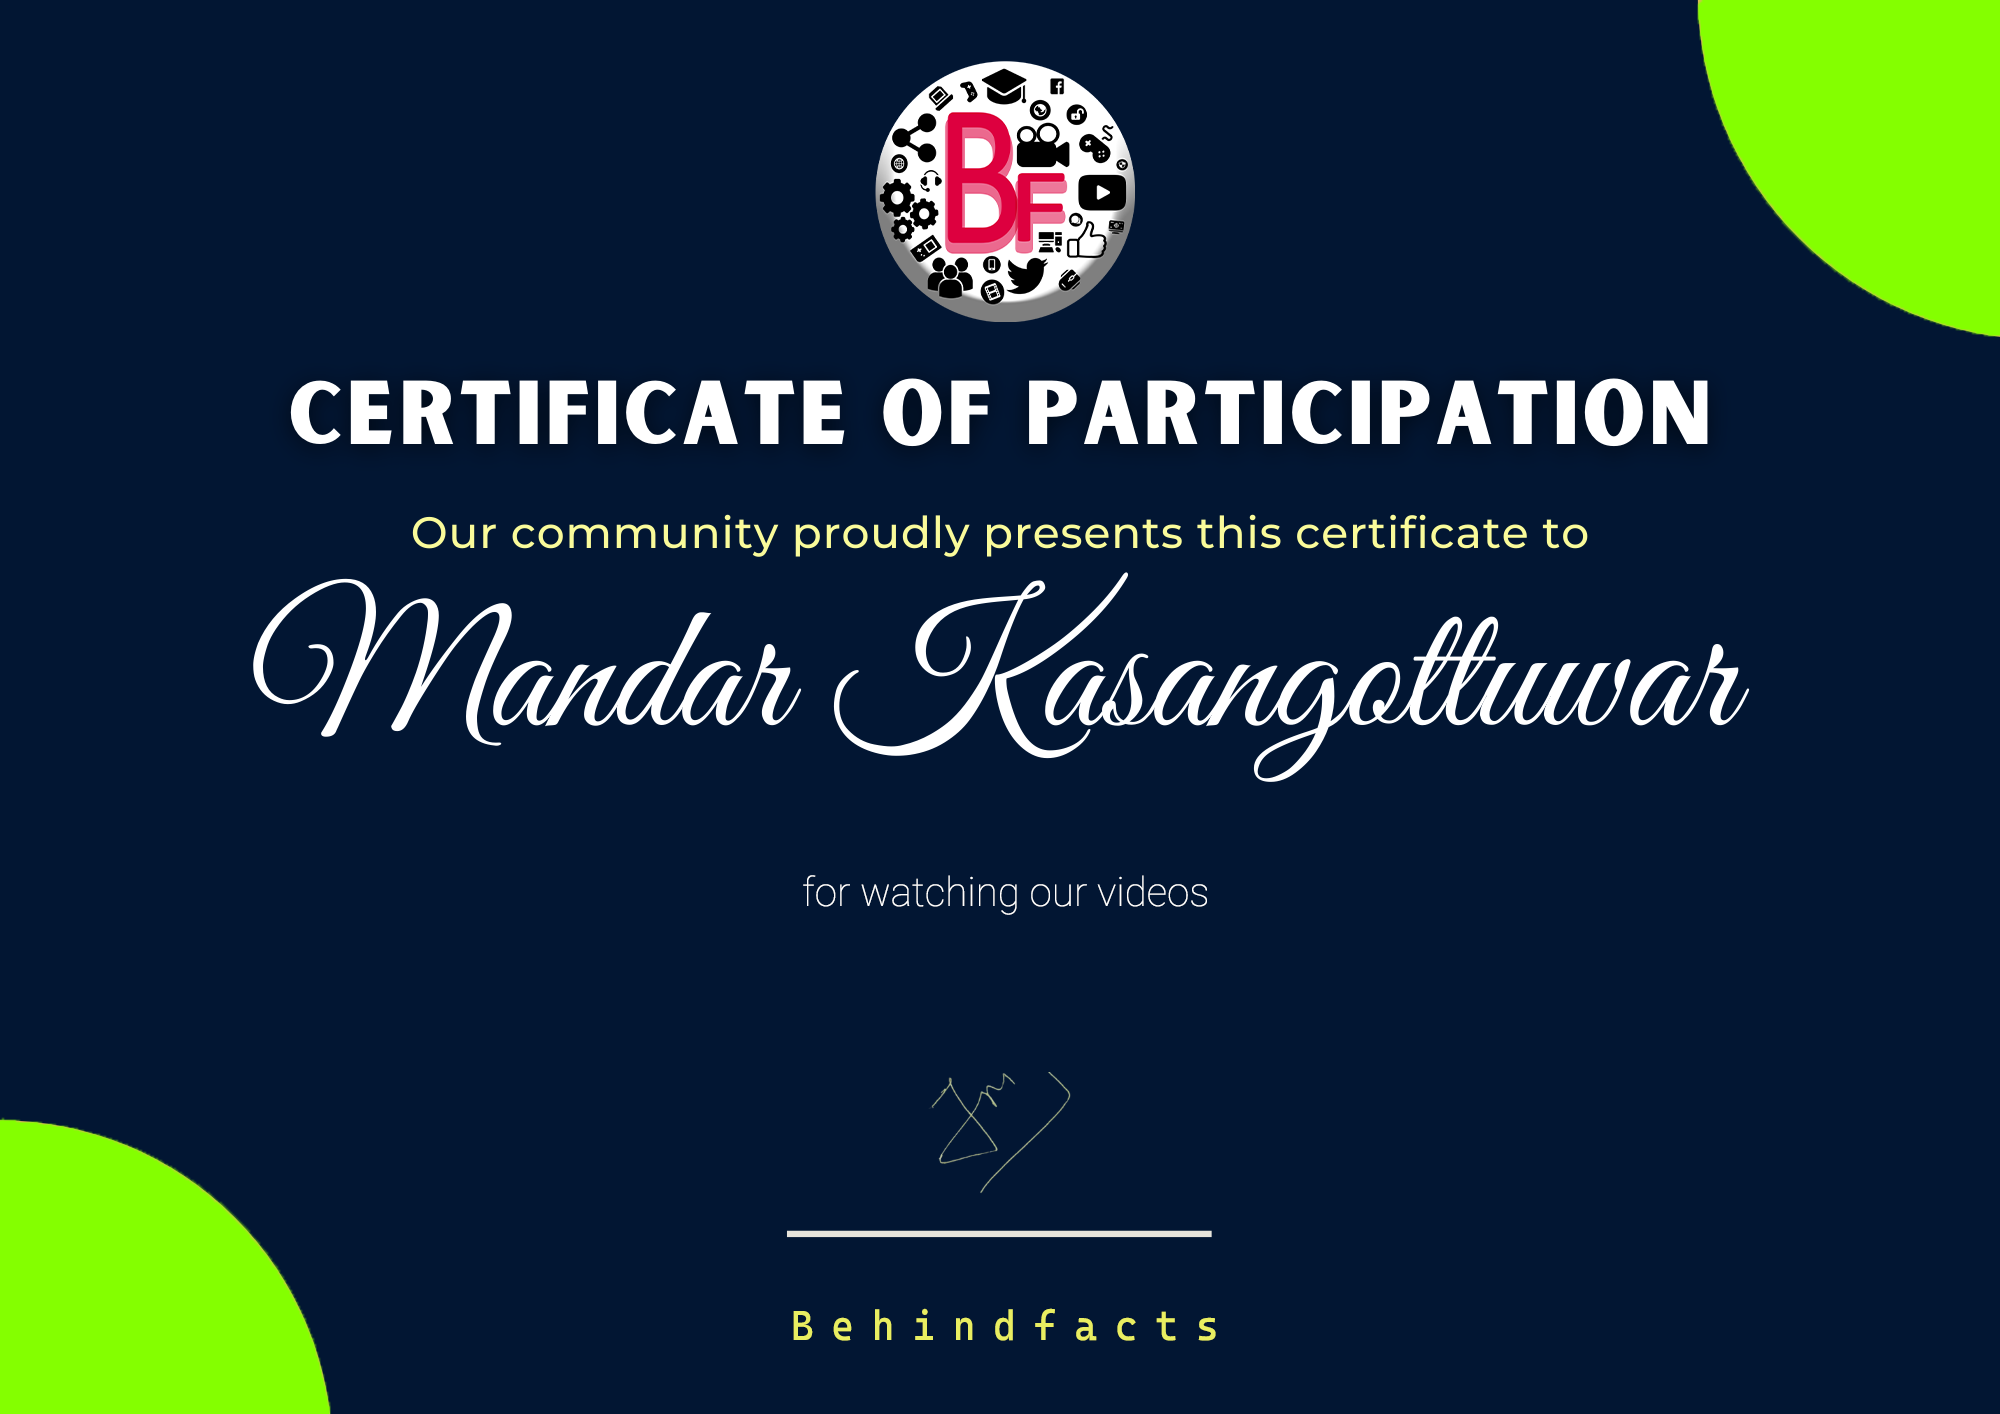 BF
CERTIFICATE OF PARTICIPATION
Our community proudly presents this certificate to
Mandar Kasangottuwar
for watching our videos
Behindfacts